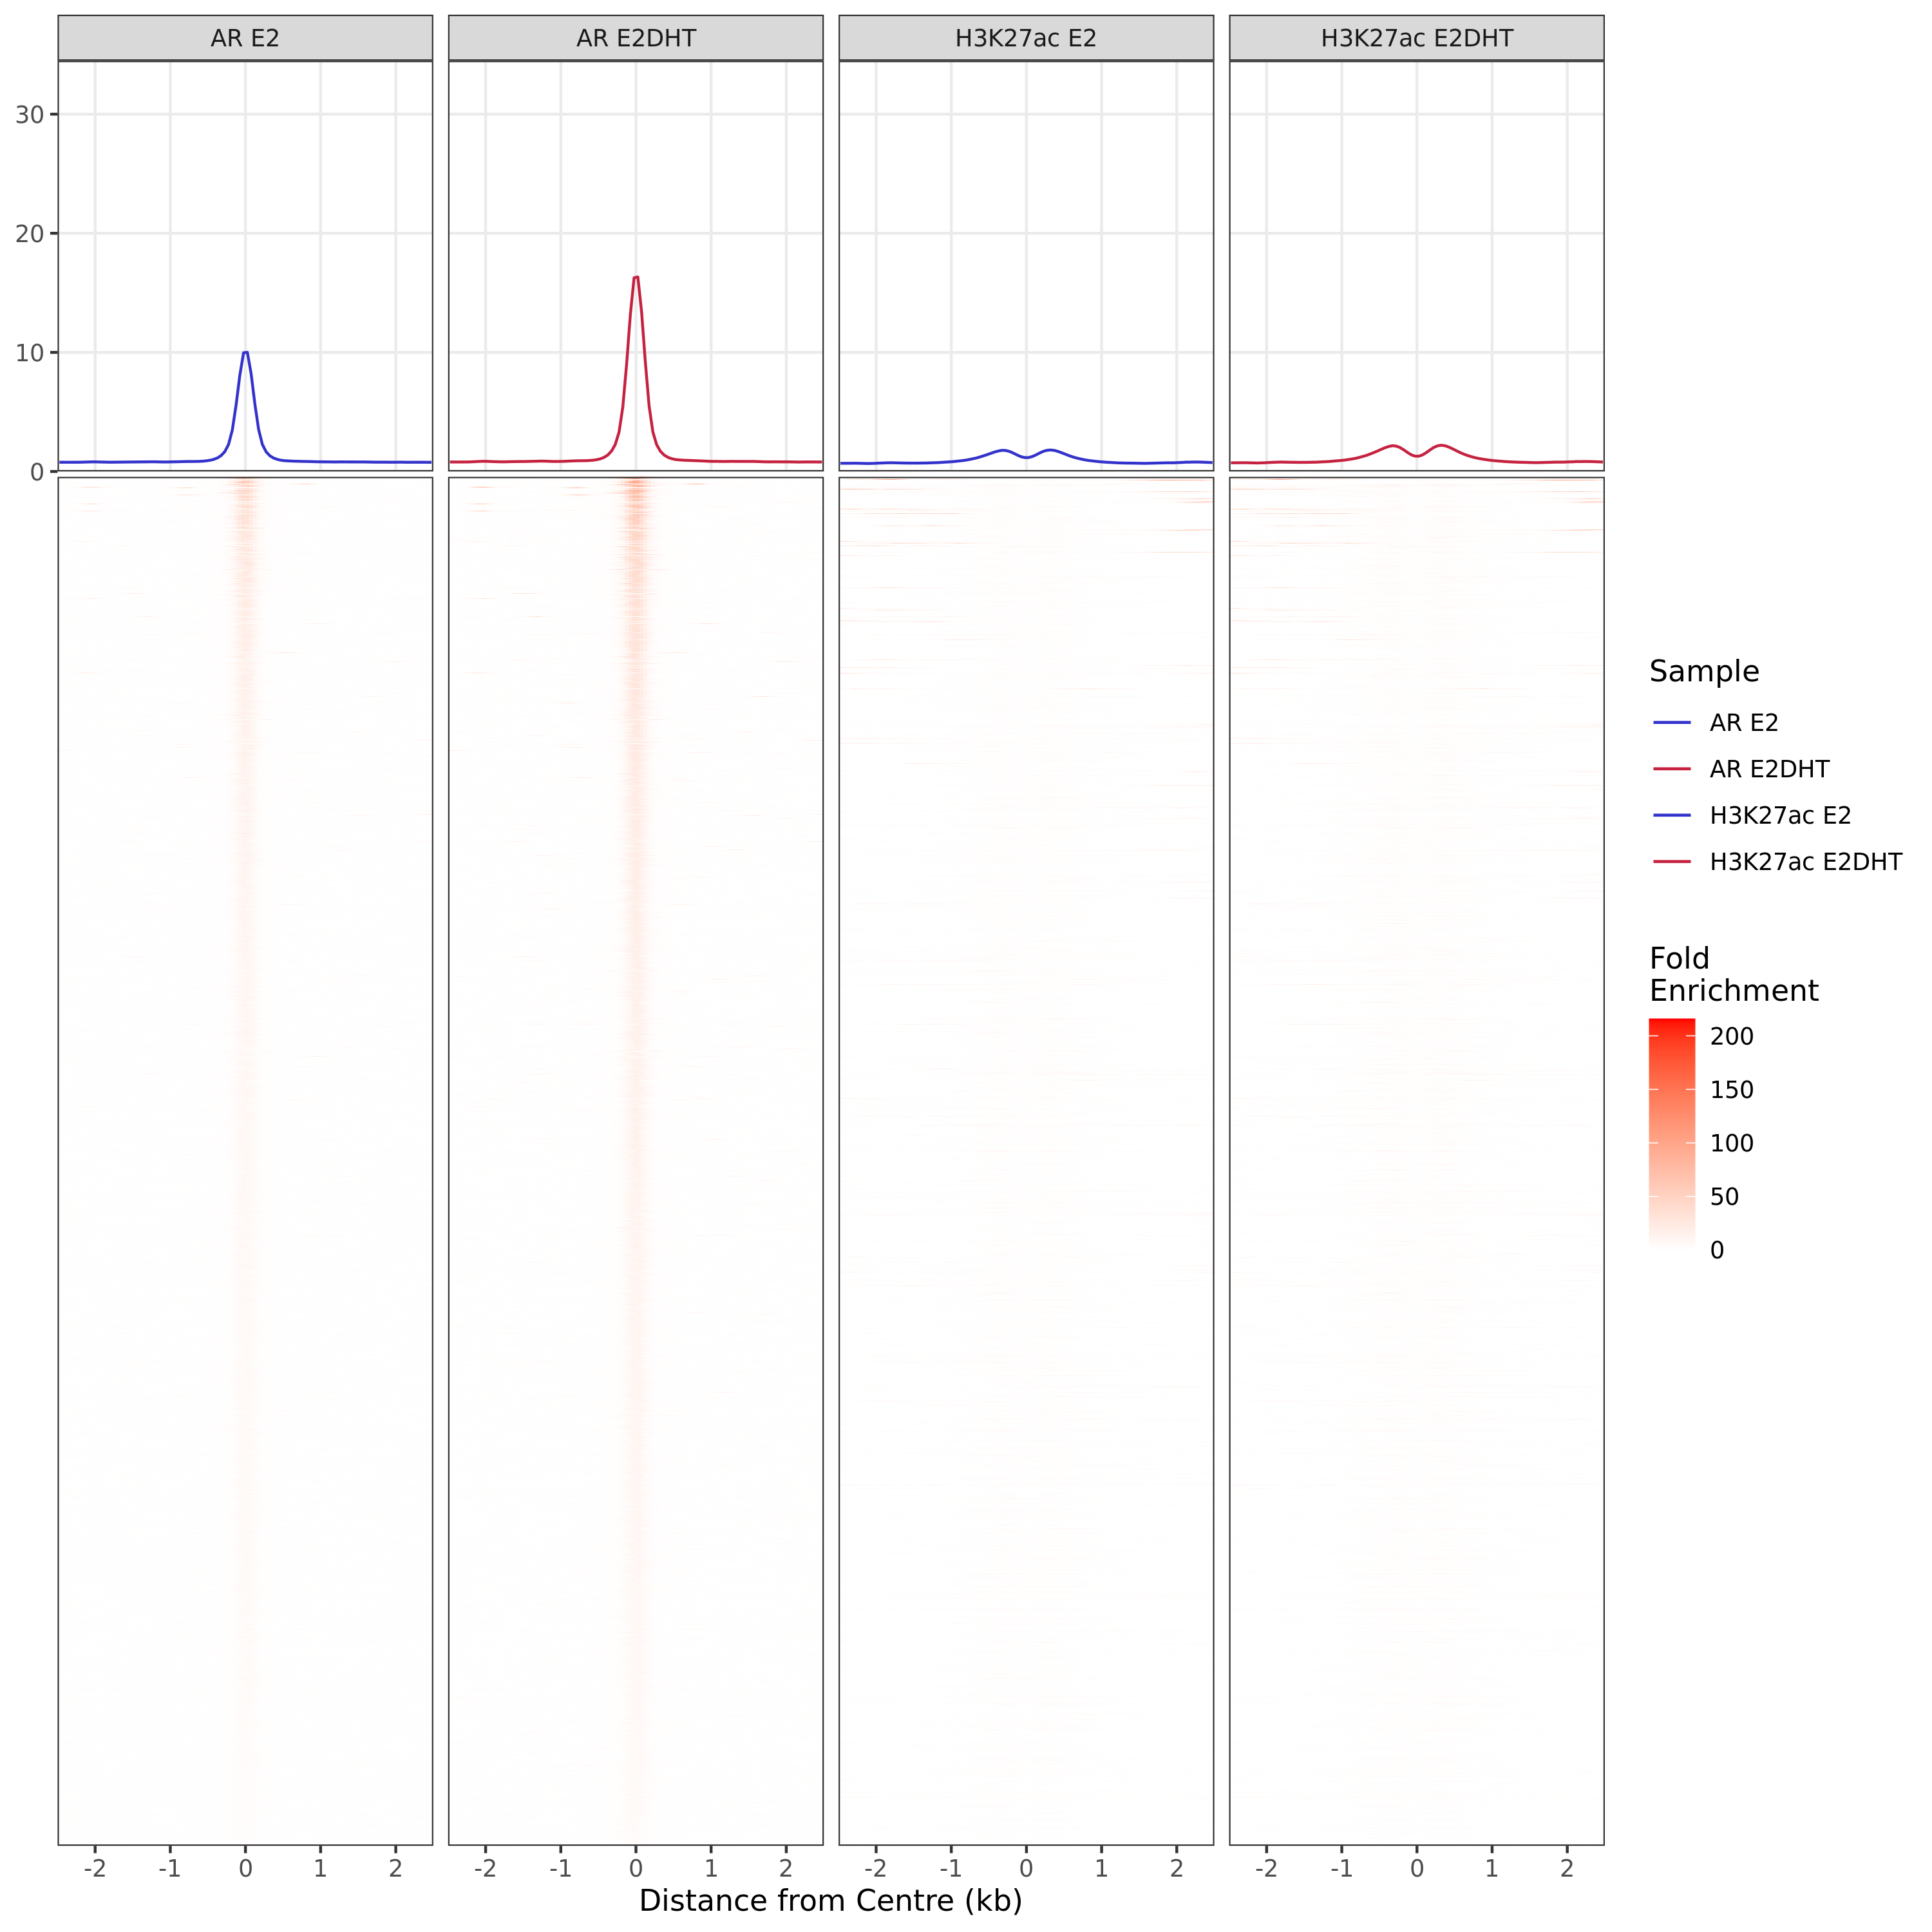 AR E2
AR E2DHT
H3K27ac E2
H3K27ac E2DHT
30
20
10
0
Sample
AR E2
AR E2DHT
H3K27ac E2
H3K27ac E2DHT
Fold
Enrichment
200
150
100
50
0
-2 -1 0 1 2
-2 -1 0 1 2
-2 -1 0 1 2
-2 -1 0 1 2
Distance from Centre (kb)